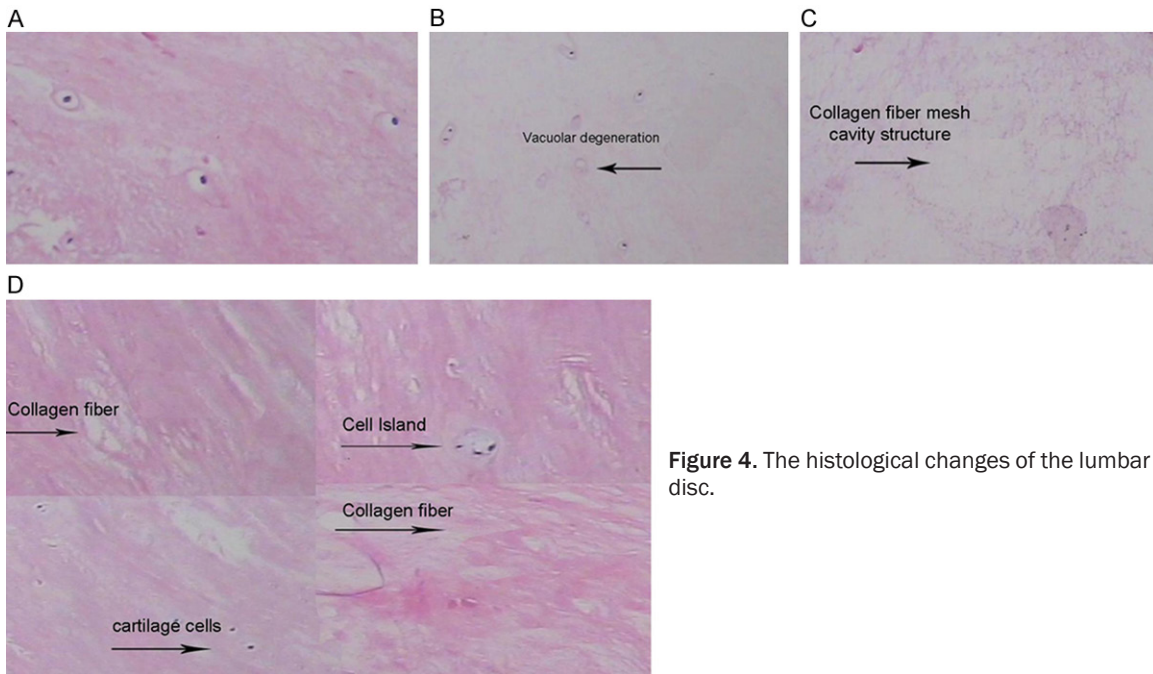 A
B
C
Vacuolar degeneration
Collagen fiber mesh
cavity structure
D
Collagen fiber
Cell Island
Collagen fiber
cartilage cells
Figure 4. The histological changes of the lumbar
disc.